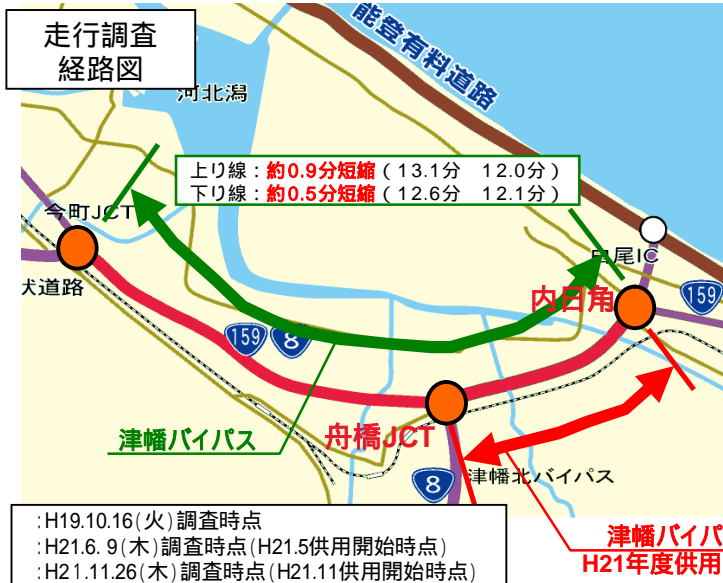 走行調査
経路図
能登有料道路
河北潟
上り線：約0.9分短縮（13.1分　12.0分）
下り線：約0.5分短縮（12.6分　12.1分）
今町JCT
白尾IC
内日角
159
伏道路
159
8
津幡バイパス
舟橋JCT
8
津幡北バイパス
:H19.10.16(火)調査時点
:H21.6. 9(木)調査時点(H21.5供用開始時点)
:H21.11.26(木)調査時点(H21.11供用開始時点)
津幡バイパ
H21年度供用